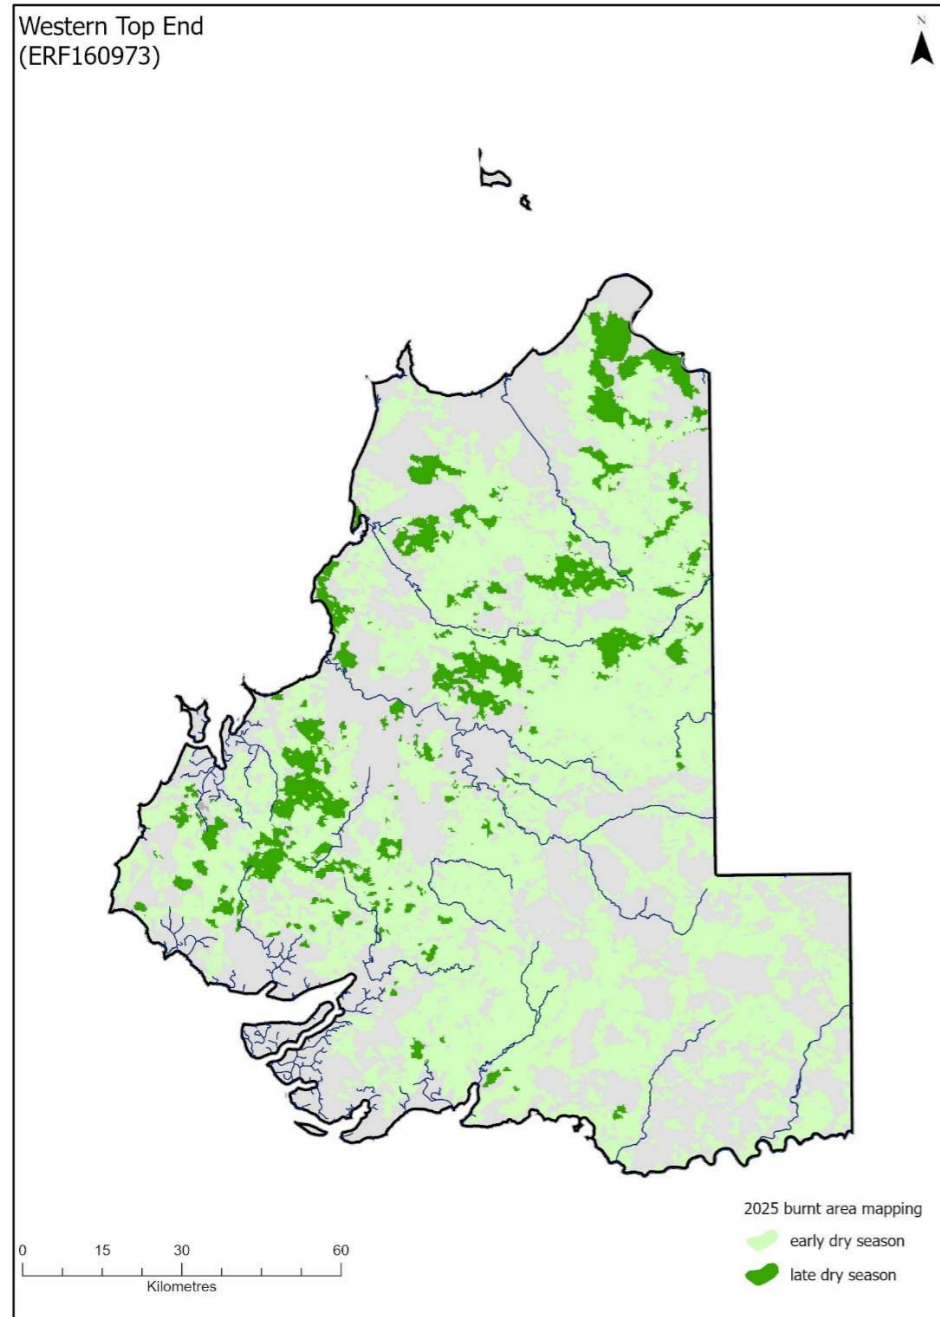 Western Top End
(ERF160973)
N
2025 burnt area mapping
early dry season
late dry season
0 15 30 60
Kilometres